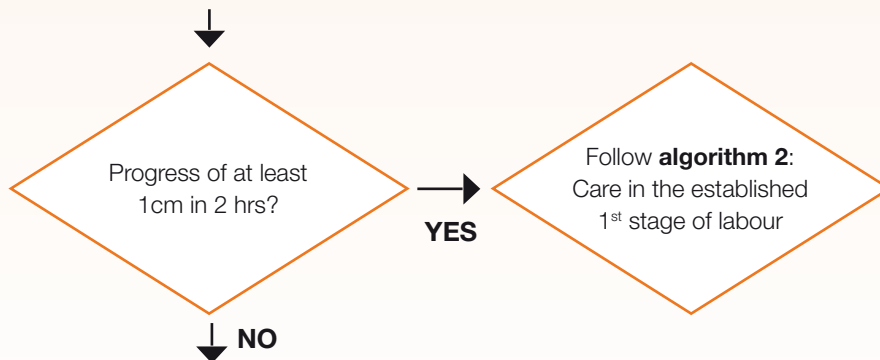 Progress of at least
1cm in 2 hrs?
YES
Follow algorithm 2:
Care in the established
1st stage of labour
NO